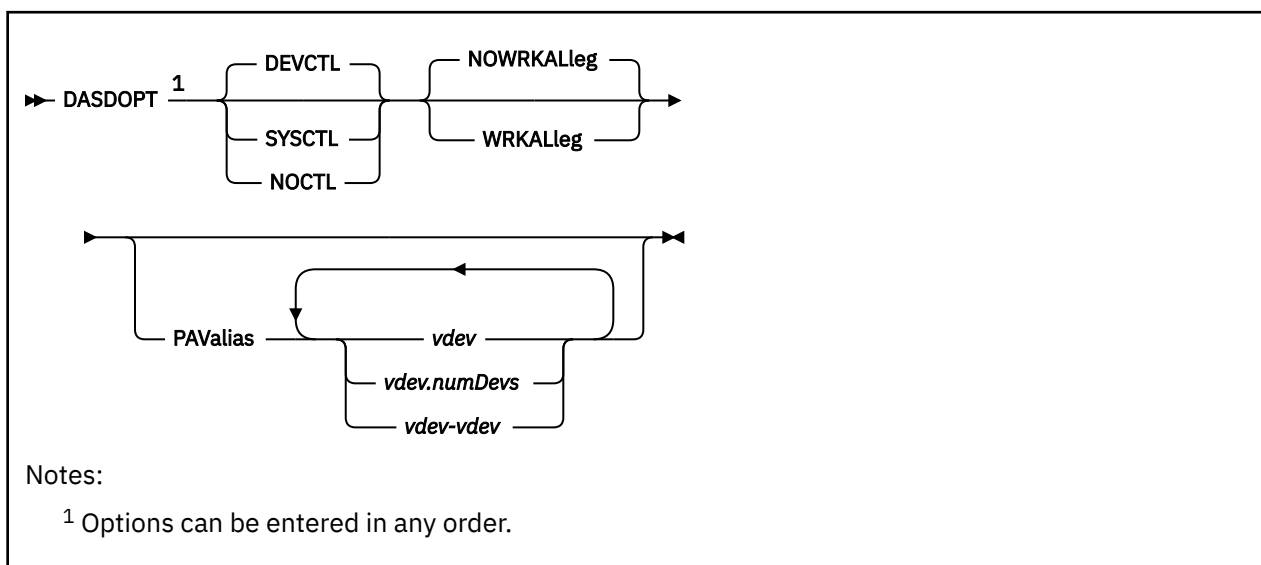 DEVCTL NOWRKALleg
DASDOPT 1
SYSCTL WRKALleg
NOCTL
PAValias vdev
vdev.numDevs
vdev-vdev
Notes:
1 Options can be entered in any order.